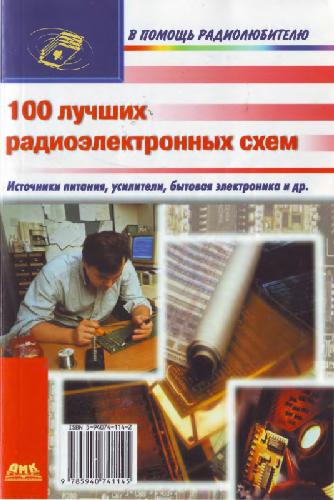 В ПОМОЩЬ РАДИОЛЮБИТЕЛЮ
100 лучших
радиоэлектронных схем
Источники питания, усилители, бытовая электроника и др.
ISBN 5-94074-114-2
9 785940 741145
ДМК